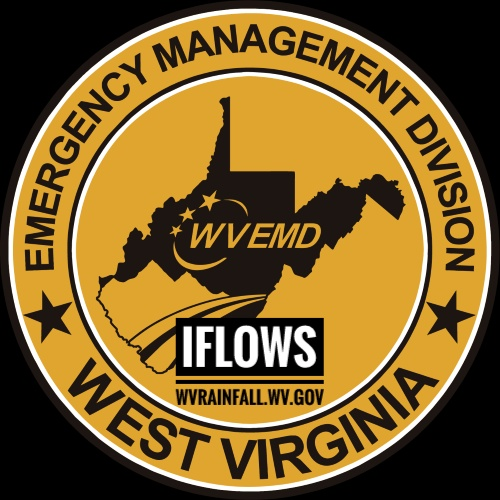 EMERGENCY MANAGEMENT DIVISION
WVEMD
IFLOWS
WVRAINFALL.WV.GOV
WEST VIRGINIA